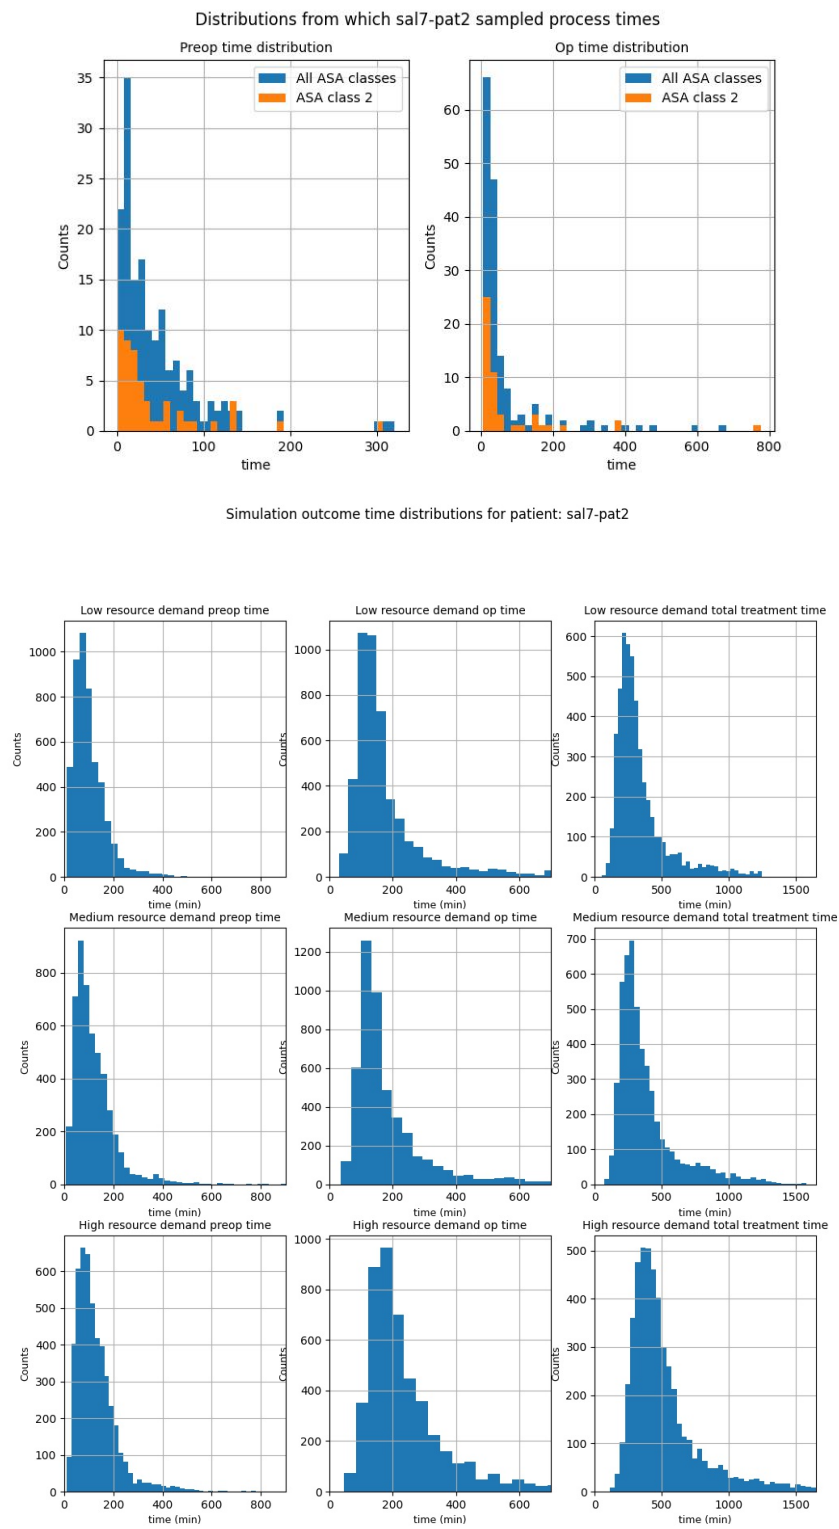 Distributions from which sal7-pat2 sampled process times
Preop time distribution
Op time distribution
All ASA classes
ASA class 2
All ASA classes
ASA class 2
Counts
35
30
25
20
15
10
5
0
0 100 200 300
time
Counts
60
50
40
30
20
10
0
0 200 400 600 800
time
Simulation outcome time distributions for patient: sal7-pat2
Low resource demand preop time
Counts
1000
800
600
400
200
0
0 200 400 600 800
time (min)
Low resource demand op time
Counts
1000
800
600
400
200
0
0 200 400 600
time (min)
Low resource demand total treatment time
Counts
600
500
400
300
200
100
0
0 500 1000 1500
time (min)
Medium resource demand preop time
Counts
800
600
400
200
0
0 200 400 600 800
time (min)
Medium resource demand op time
Counts
1200
1000
800
600
400
200
0
0 200 400 600
time (min)
Medium resource demand total treatment time
Counts
700
600
500
400
300
200
100
0
0 500 1000 1500
time (min)
High resource demand preop time
Counts
600
500
400
300
200
100
0
0 200 400 600 800
time (min)
High resource demand op time
Counts
1000
800
600
400
200
0
0 200 400 600
time (min)
High resource demand total treatment time
Counts
500
400
300
200
100
0
0 500 1000 1500
time (min)